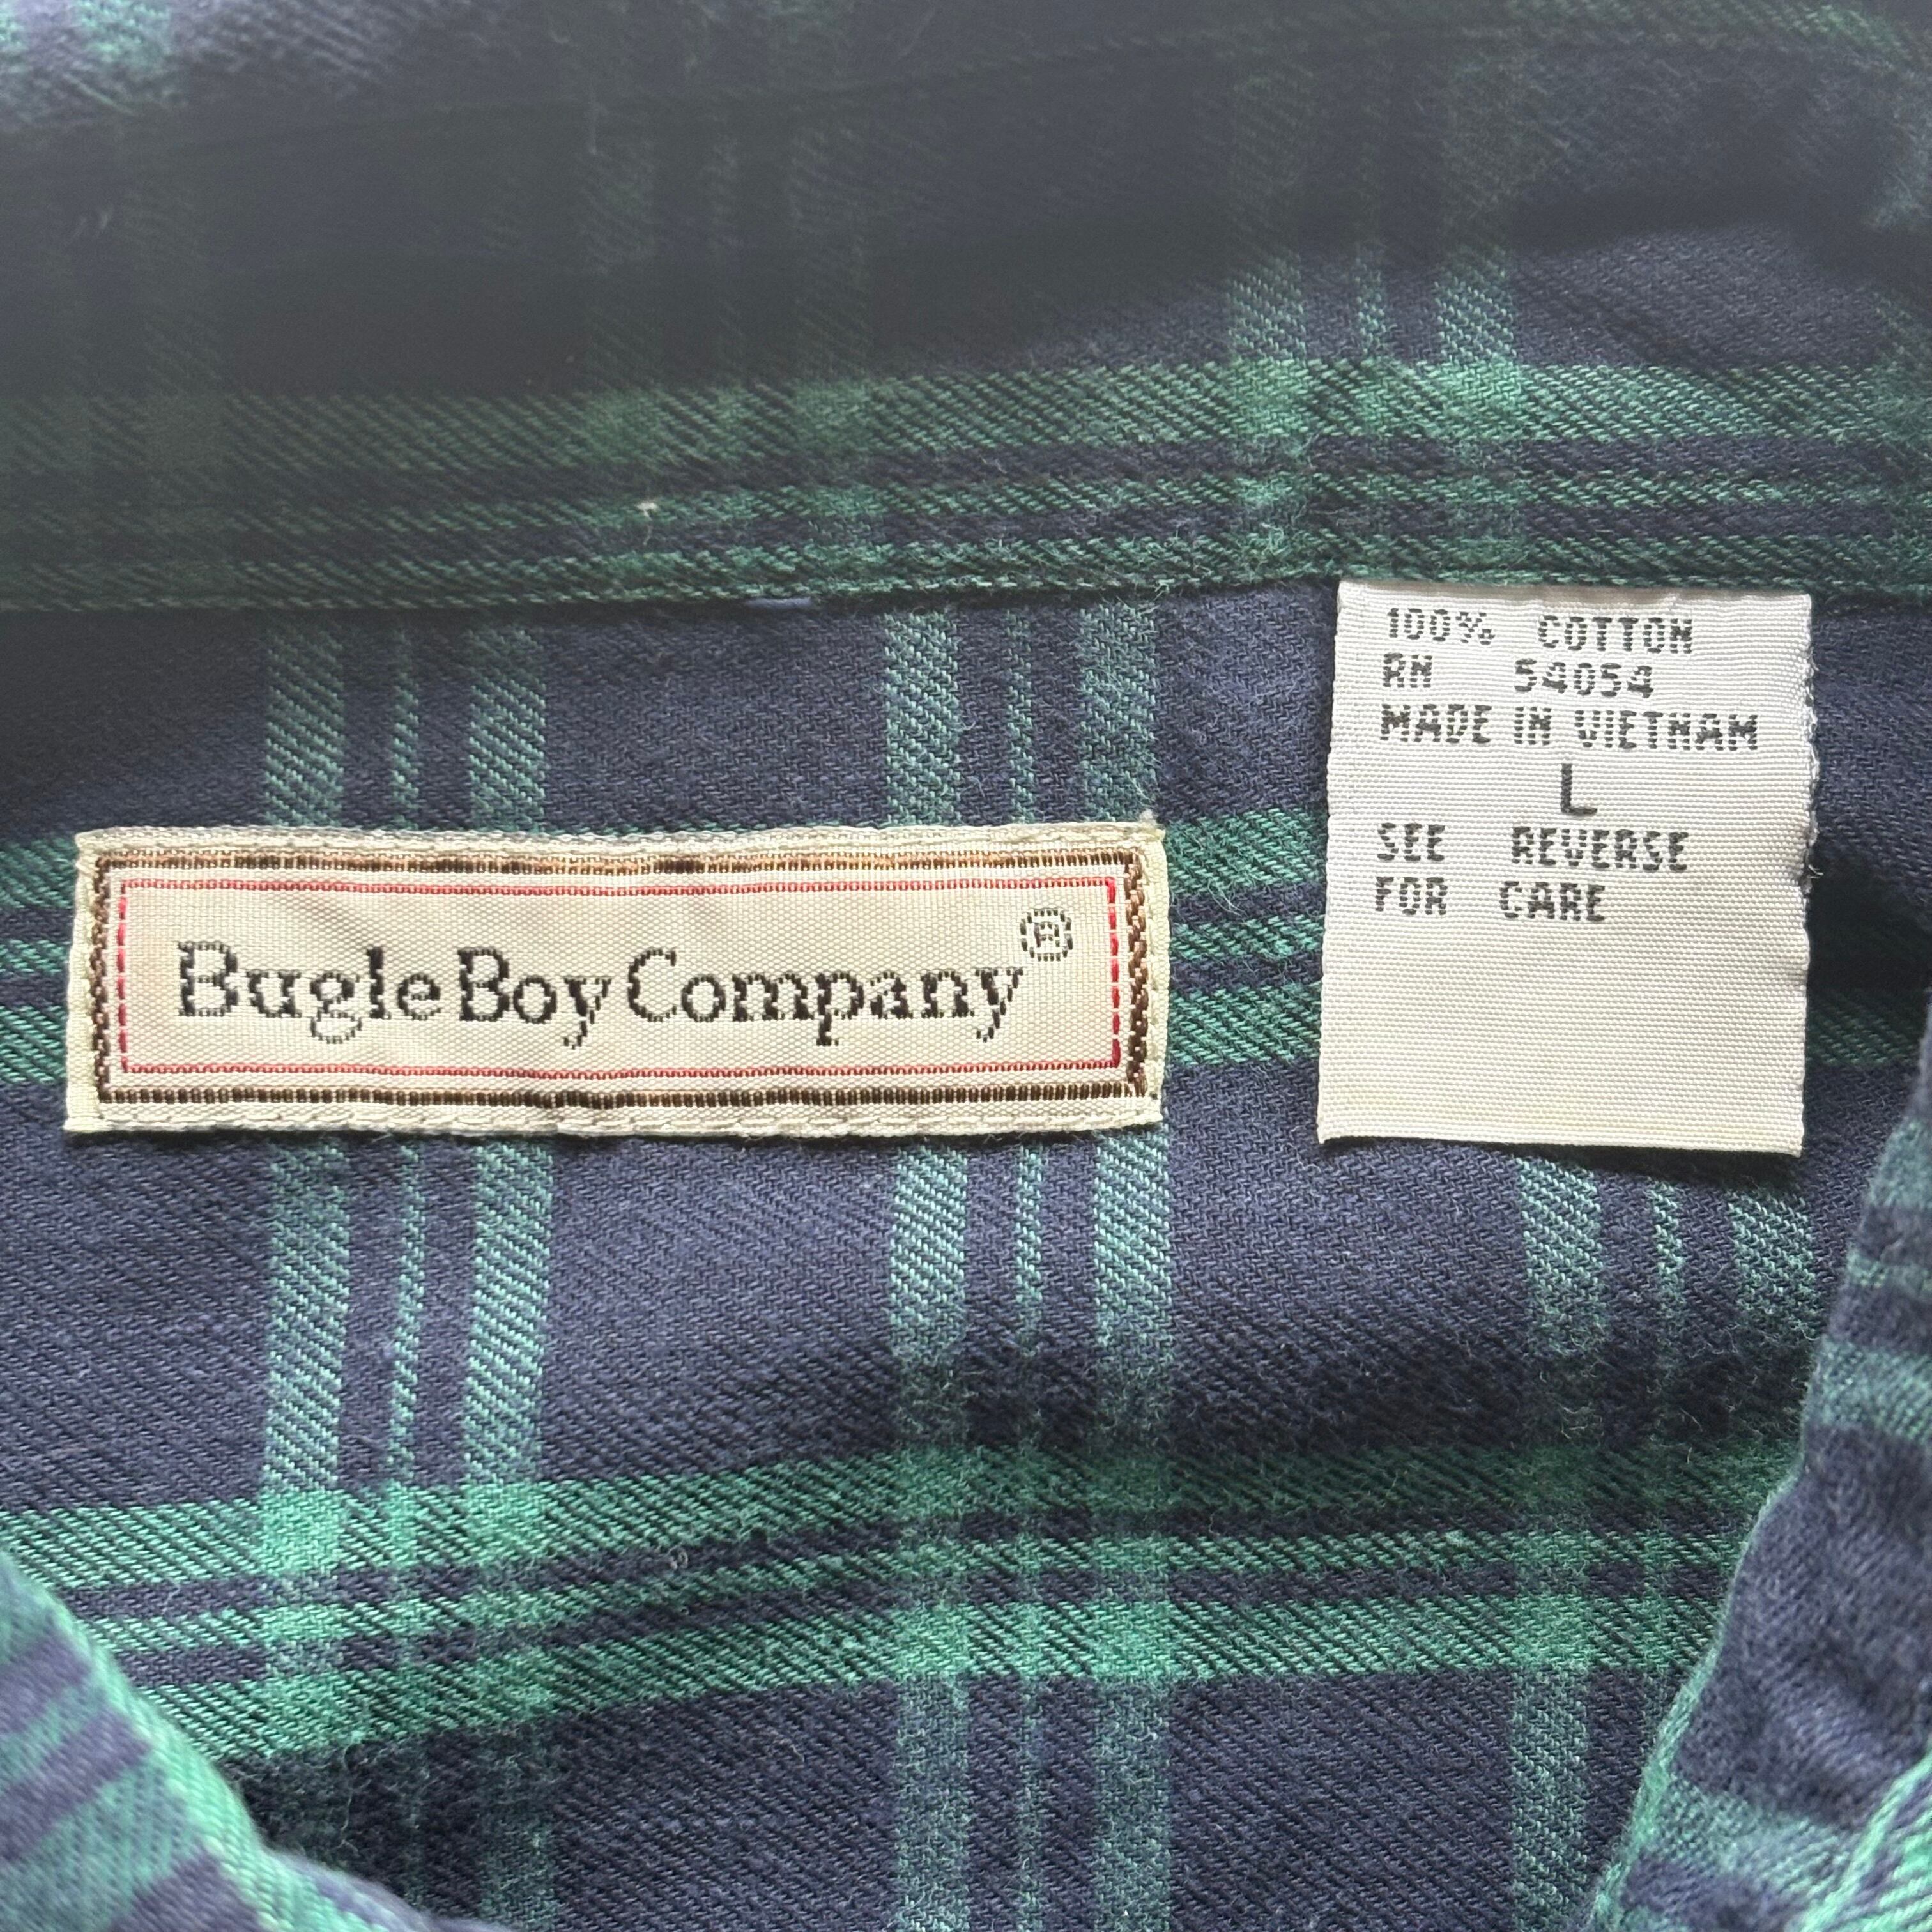 Bugle Boy Company®
100% COTTON
RN 54054
MADE IN VIETNAM
L
SEE REVERSE
FOR CARE